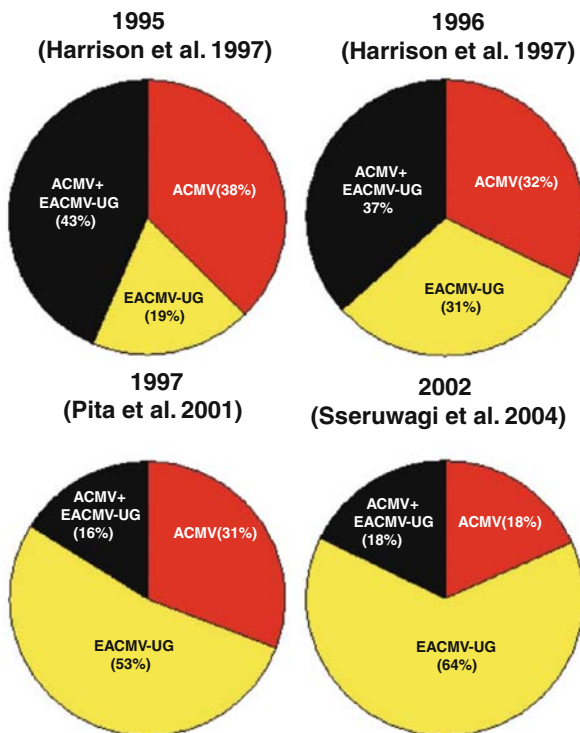 1995
(Harrison et al. 1997)
ACMV+
EACMV-UG
(43%)
ACMV(38%)
EACMV-UG
(19%)
1996
(Harrison et al. 1997)
ACMV+
EACMV-UG
37%
ACMV(32%)
EACMV-UG
(31%)
1997
(Pita et al. 2001)
ACMV+
EACMV-UG
(16%)
ACMV(31%)
EACMV-UG
(53%)
2002
(Sseruwagi et al. 2004)
ACMV+
EACMV-UG
(18%)
ACMV(18%)
EACMV-UG
(64%)